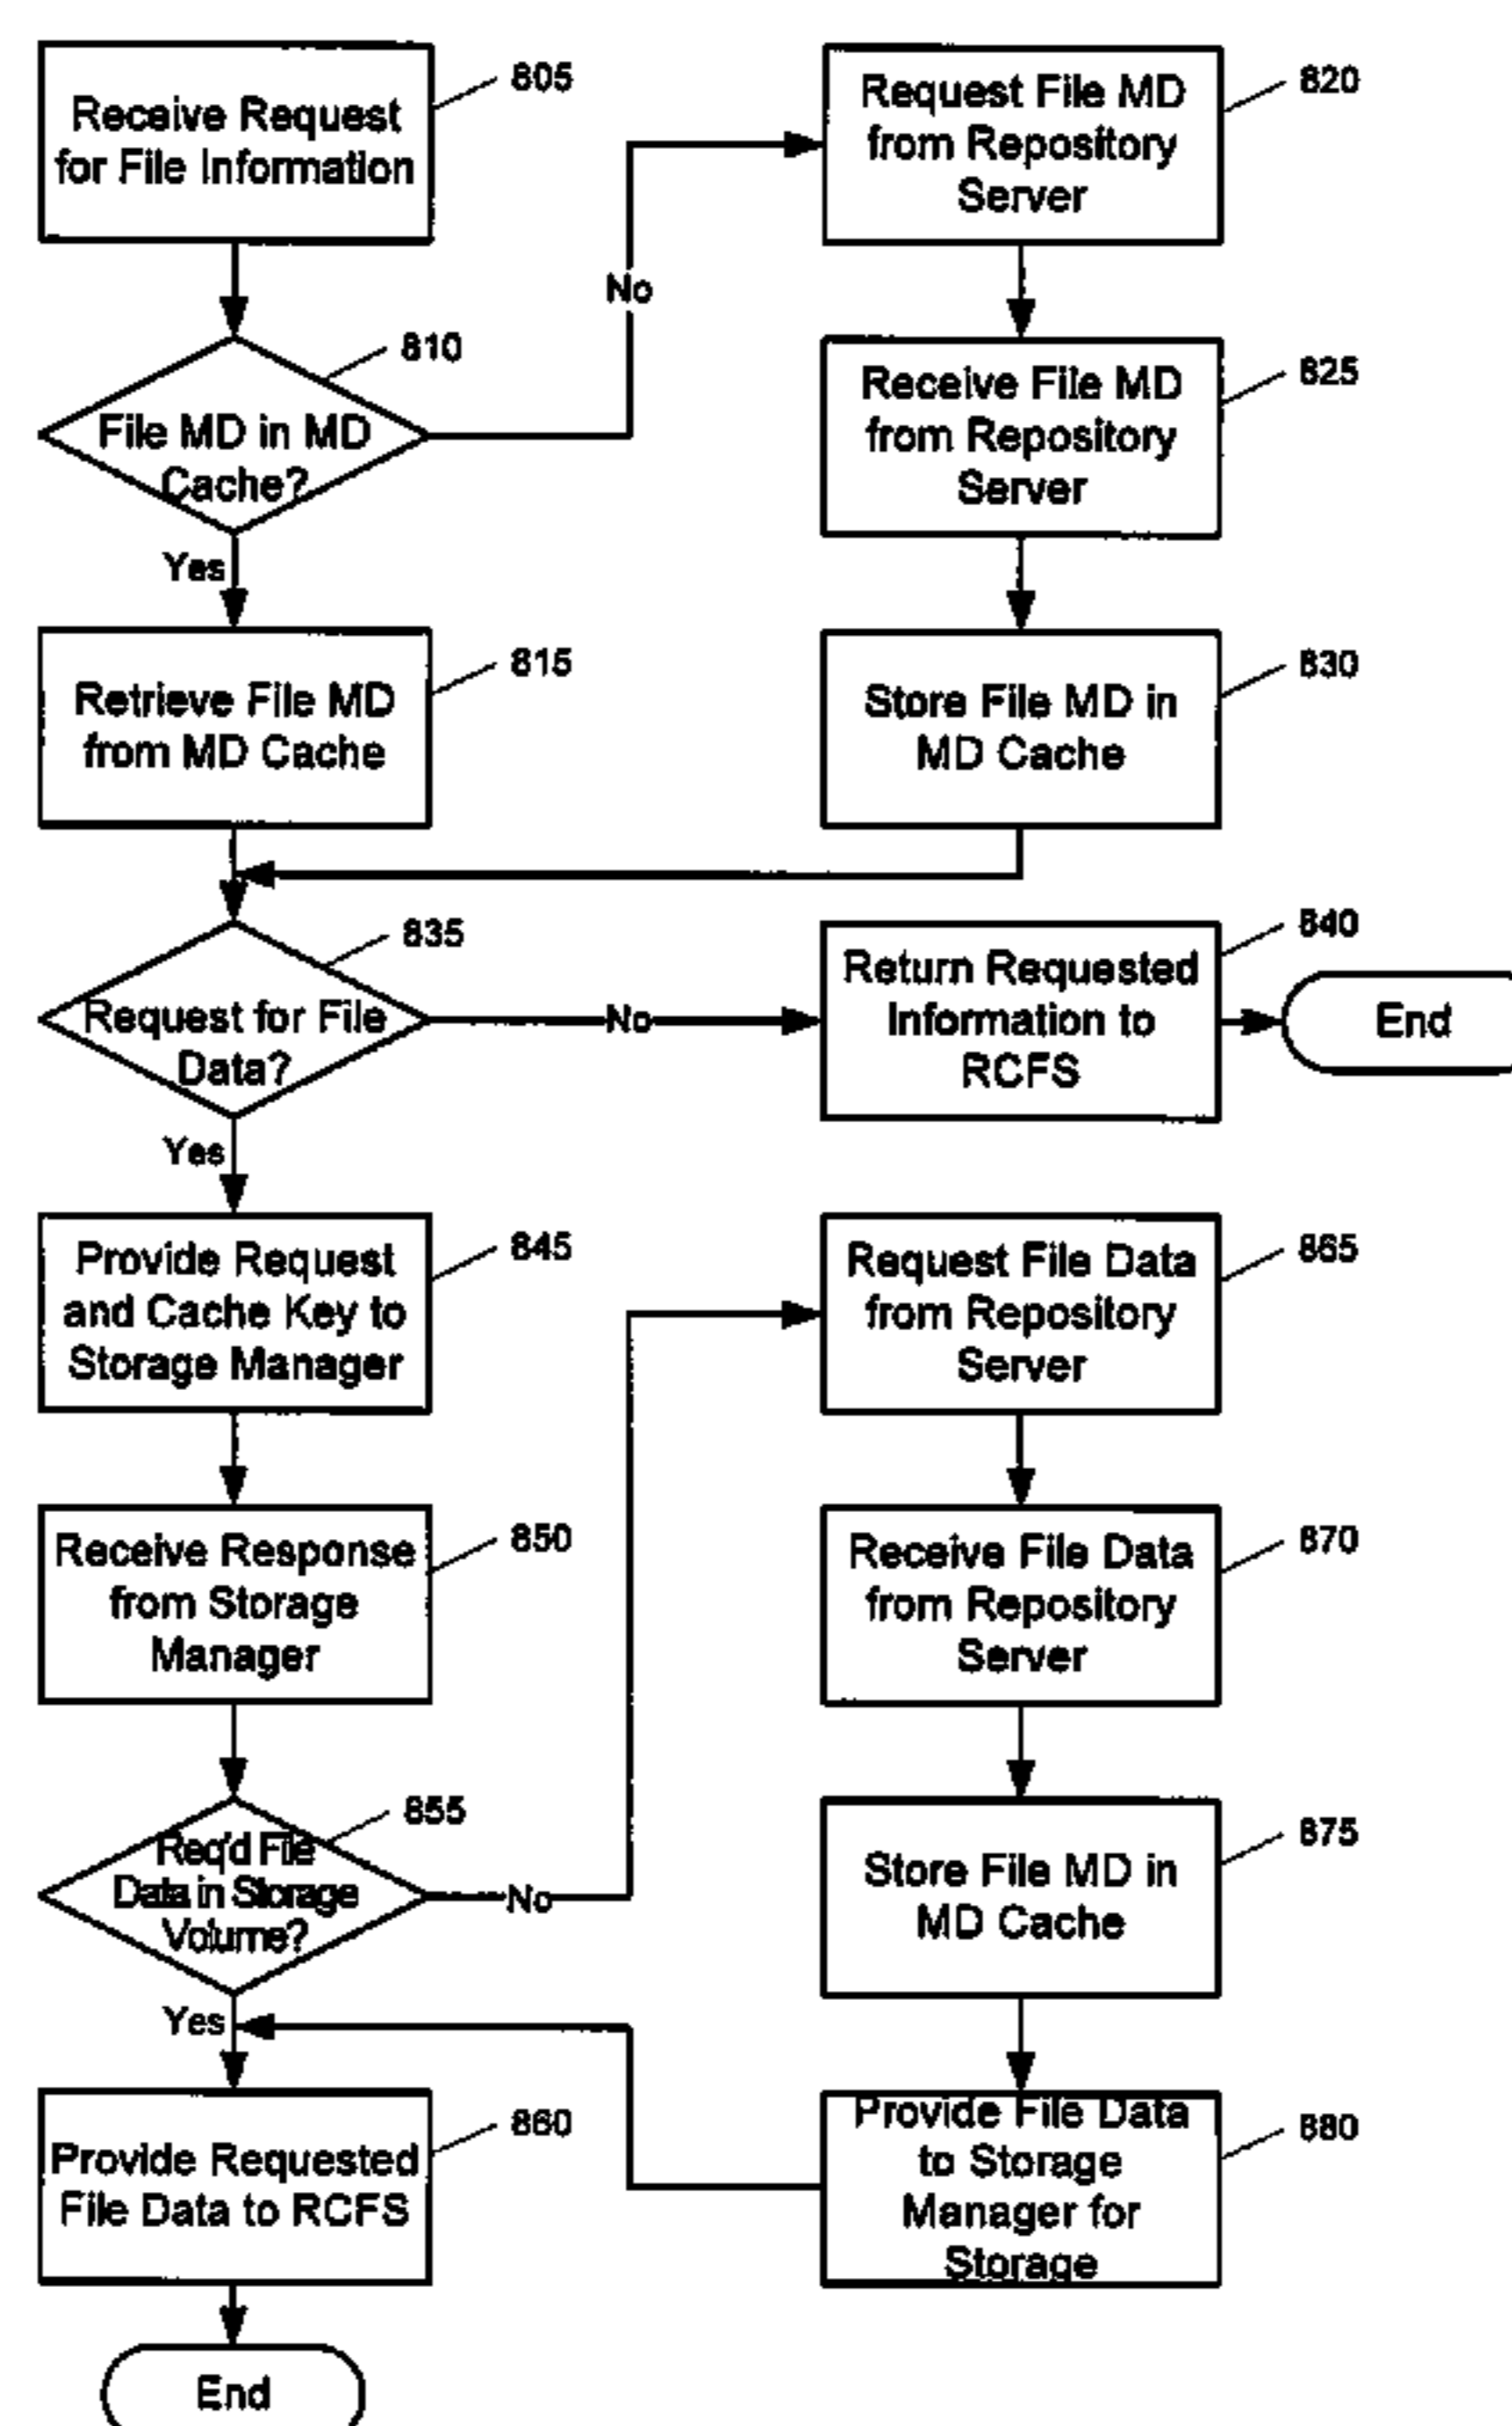 Receive Request
for File Information
805
File MD in MD
Cache?
810
No
Yes
Retrieve File MD
from MD Cache
815
Request File MD
from Repository
Server
820
Receive File MD
from Repository
Server
825
Store File MD in
MD Cache
830
Request for File
Data?
835
No
Return Requested
Information to
RCFS
840
End
Yes
Provide Request
and Cache Key to
Storage Manager
845
Receive Response
from Storage
Manager
850
Req'd File
Data in Storage
Volume?
855
No
Yes
Request File Data
from Repository
Server
865
Receive File Data
from Repository
Server
870
Store File MD in
MD Cache
875
Provide File Data
to Storage
Manager for
Storage
880
Provide Requested
File Data to RCFS
860
End